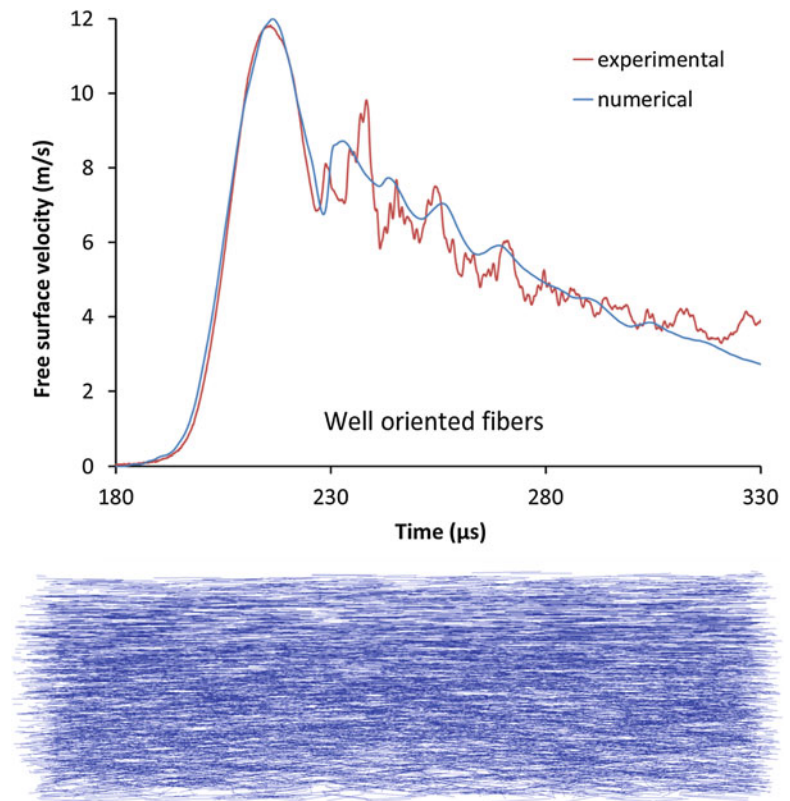 12
10
8
6
4
2
0
Free surface velocity (m/s)
experimental
numerical
Well oriented fibers
180
230
280
330
Time (μs)